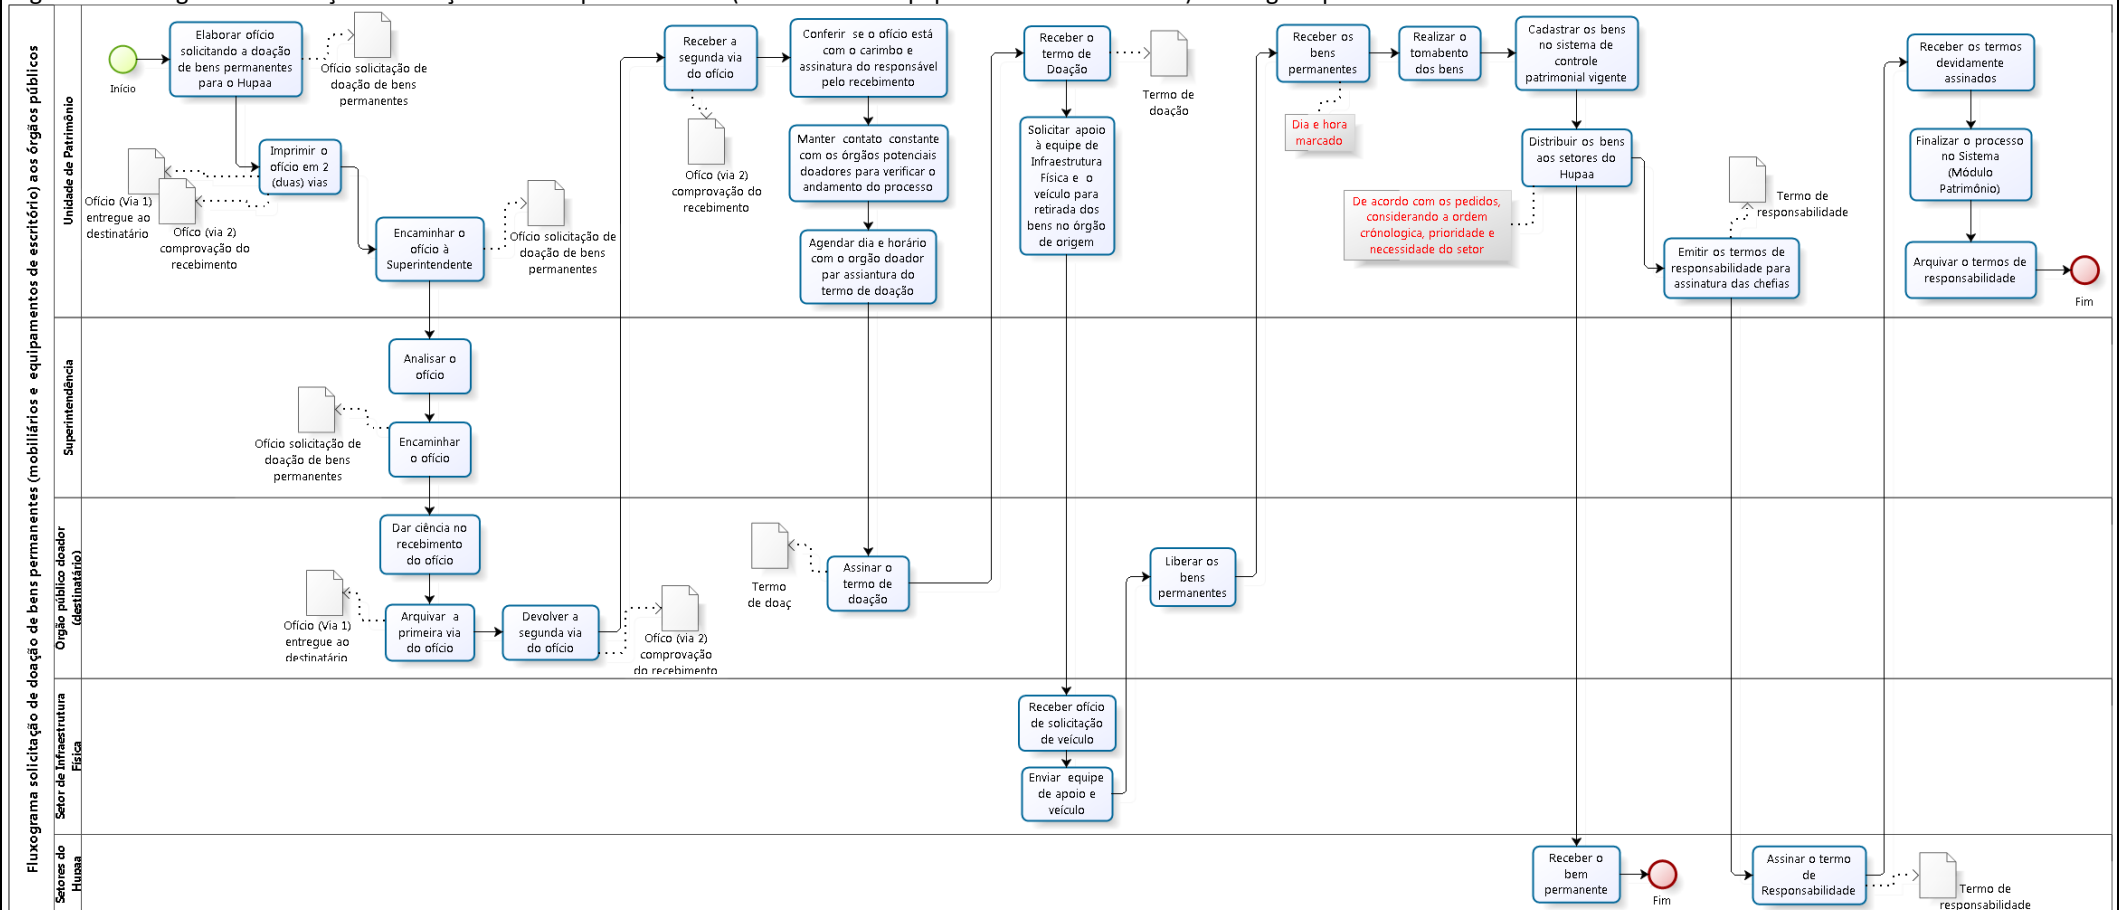 Fluxograma solicitação de doação de bens permanentes (mobiliários e equipamentos de escritório) aos órgãos públicos
Unidade de Patrimônio
Início
Elaborar ofício
solicitando a doação
de bens permanentes
para o Hupaa
Ofício solicitação de
doação de bens
permanentes
Imprimir o
ofício em 2
(duas) vias
Ofício (Via 1)
entregue ao
destinatário
Ofíco (via 2)
comprovação do
recebimento
Encaminhar o
ofício à
Superintendente
Ofício solicitação de
doação de bens
permanentes
Receber a
segunda via
do ofício
Ofíco (via 2)
comprovação do
recebimento
Conferir se o ofício está
com o carimbo e
assinatura do responsável
pelo recebimento
Manter contato constante
com os órgãos potenciais
doadores para verificar o
andamento do processo
Agendar dia e horário
com o orgão doador
par assiantura do
termo de doação
Receber o
termo de
Doação
Termo de
doação
Solicitar apoio
à equipe de
Infraestrutura
Física e o
veículo para
retirada dos
bens no órgão
de origem
Receber os
bens
permanentes
Dia e hora
marcado
Realizar o
tomabento
dos bens
Cadastrar os bens
no sistema de
controle
patrimonial vigente
Distribuir os bens
aos setores do
Hupaa
De acordo com os pedidos,
considerando a ordem
crônologica, prioridade e
necessidade do setor
Termo de
responsabilidade
Emitir os termos de
responsabilidade para
assinatura das chefias
Receber os termos
devidamente
assinados
Finalizar o processo
no Sistema
(Módulo
Patrimônio)
Arquivar o termos de
responsabilidade
Fim
Superintendência
Analisar o
ofício
Encaminhar
o ofício
Ofício solicitação de
doação de bens
permanentes
Orgão público doador
(destinatário)
Dar ciência no
recebimento
do ofício
Arquivar a
primeira via
do ofício
Ofício (Via 1)
entregue ao
destinatário
Devolver a
segunda via
do ofício
Ofíco (via 2)
comprovação
do recebimento
Termo
de doaç
Assinar o
termo de
doação
Liberar os
bens
permanentes
Setor de Infraestrutura
Física
Receber ofício
de solicitação
de veículo
Enviar equipe
de apoio e
veículo
Setores do
Hupaa
Receber o
bem
permanente
Fim
Assinar o termo
de
Responsabilidade
Termo de
responsabilidade